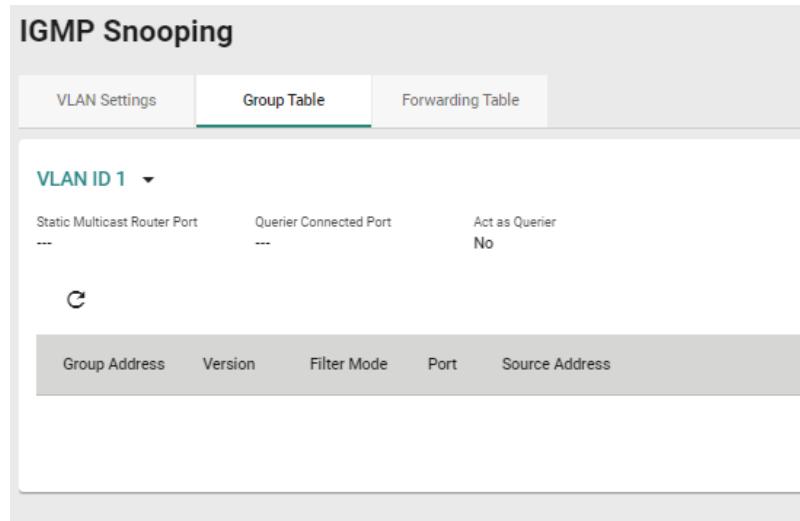 IGMP Snooping
VLAN Settings Group Table Forwarding Table
VLAN ID 1
Static Multicast Router Port Querier Connected Port Act as Querier
--- --- No
Group Address Version Filter Mode Port Source Address